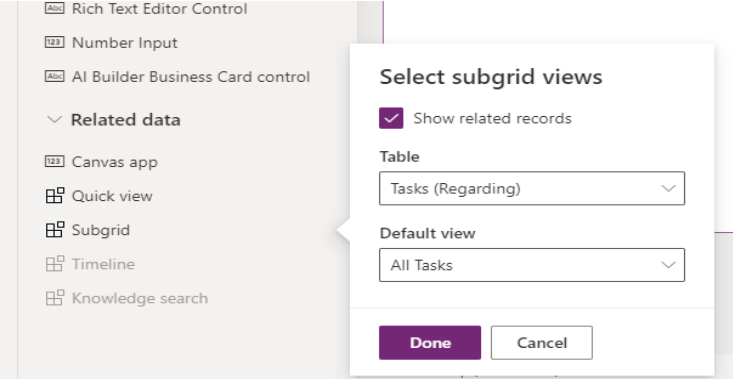 Abc Rich Text Editor Control
123 Number Input
Abc AI Builder Business Card control
Related data
123 Canvas app
Quick view
Subgrid
Timeline
Knowledge search
Select subgrid views
Show related records
Table
Tasks (Regarding)
Default view
All Tasks
Done
Cancel